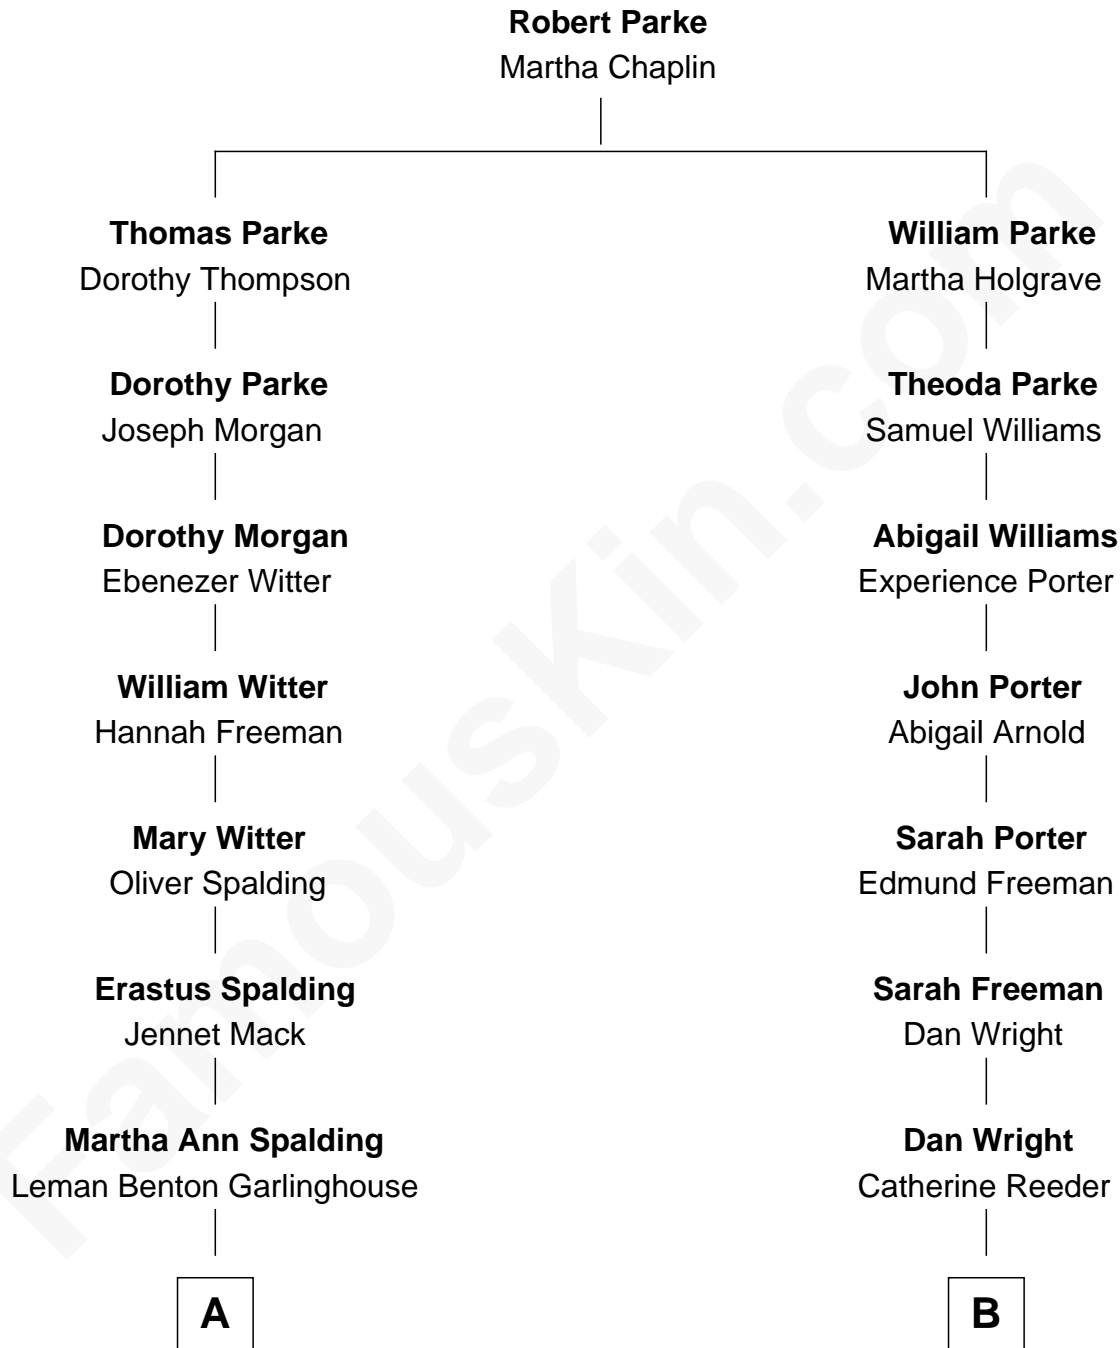 Robert Parke
Martha Chaplin
Thomas Parke
Dorothy Thompson
William Parke
Martha Holgrave
Dorothy Parke
Joseph Morgan
Theoda Parke
Samuel Williams
Dorothy Morgan
Ebenezer Witter
Abigail Williams
Experience Porter
William Witter
Hannah Freeman
John Porter
Abigail Arnold
Mary Witter
Oliver Spalding
Sarah Porter
Edmund Freeman
Erastus Spalding
Jennet Mack
Sarah Freeman
Dan Wright
Martha Ann Spalding
Leman Benton Garlinghouse
Dan Wright
Catherine Reeder
A
B
FamousKin.com